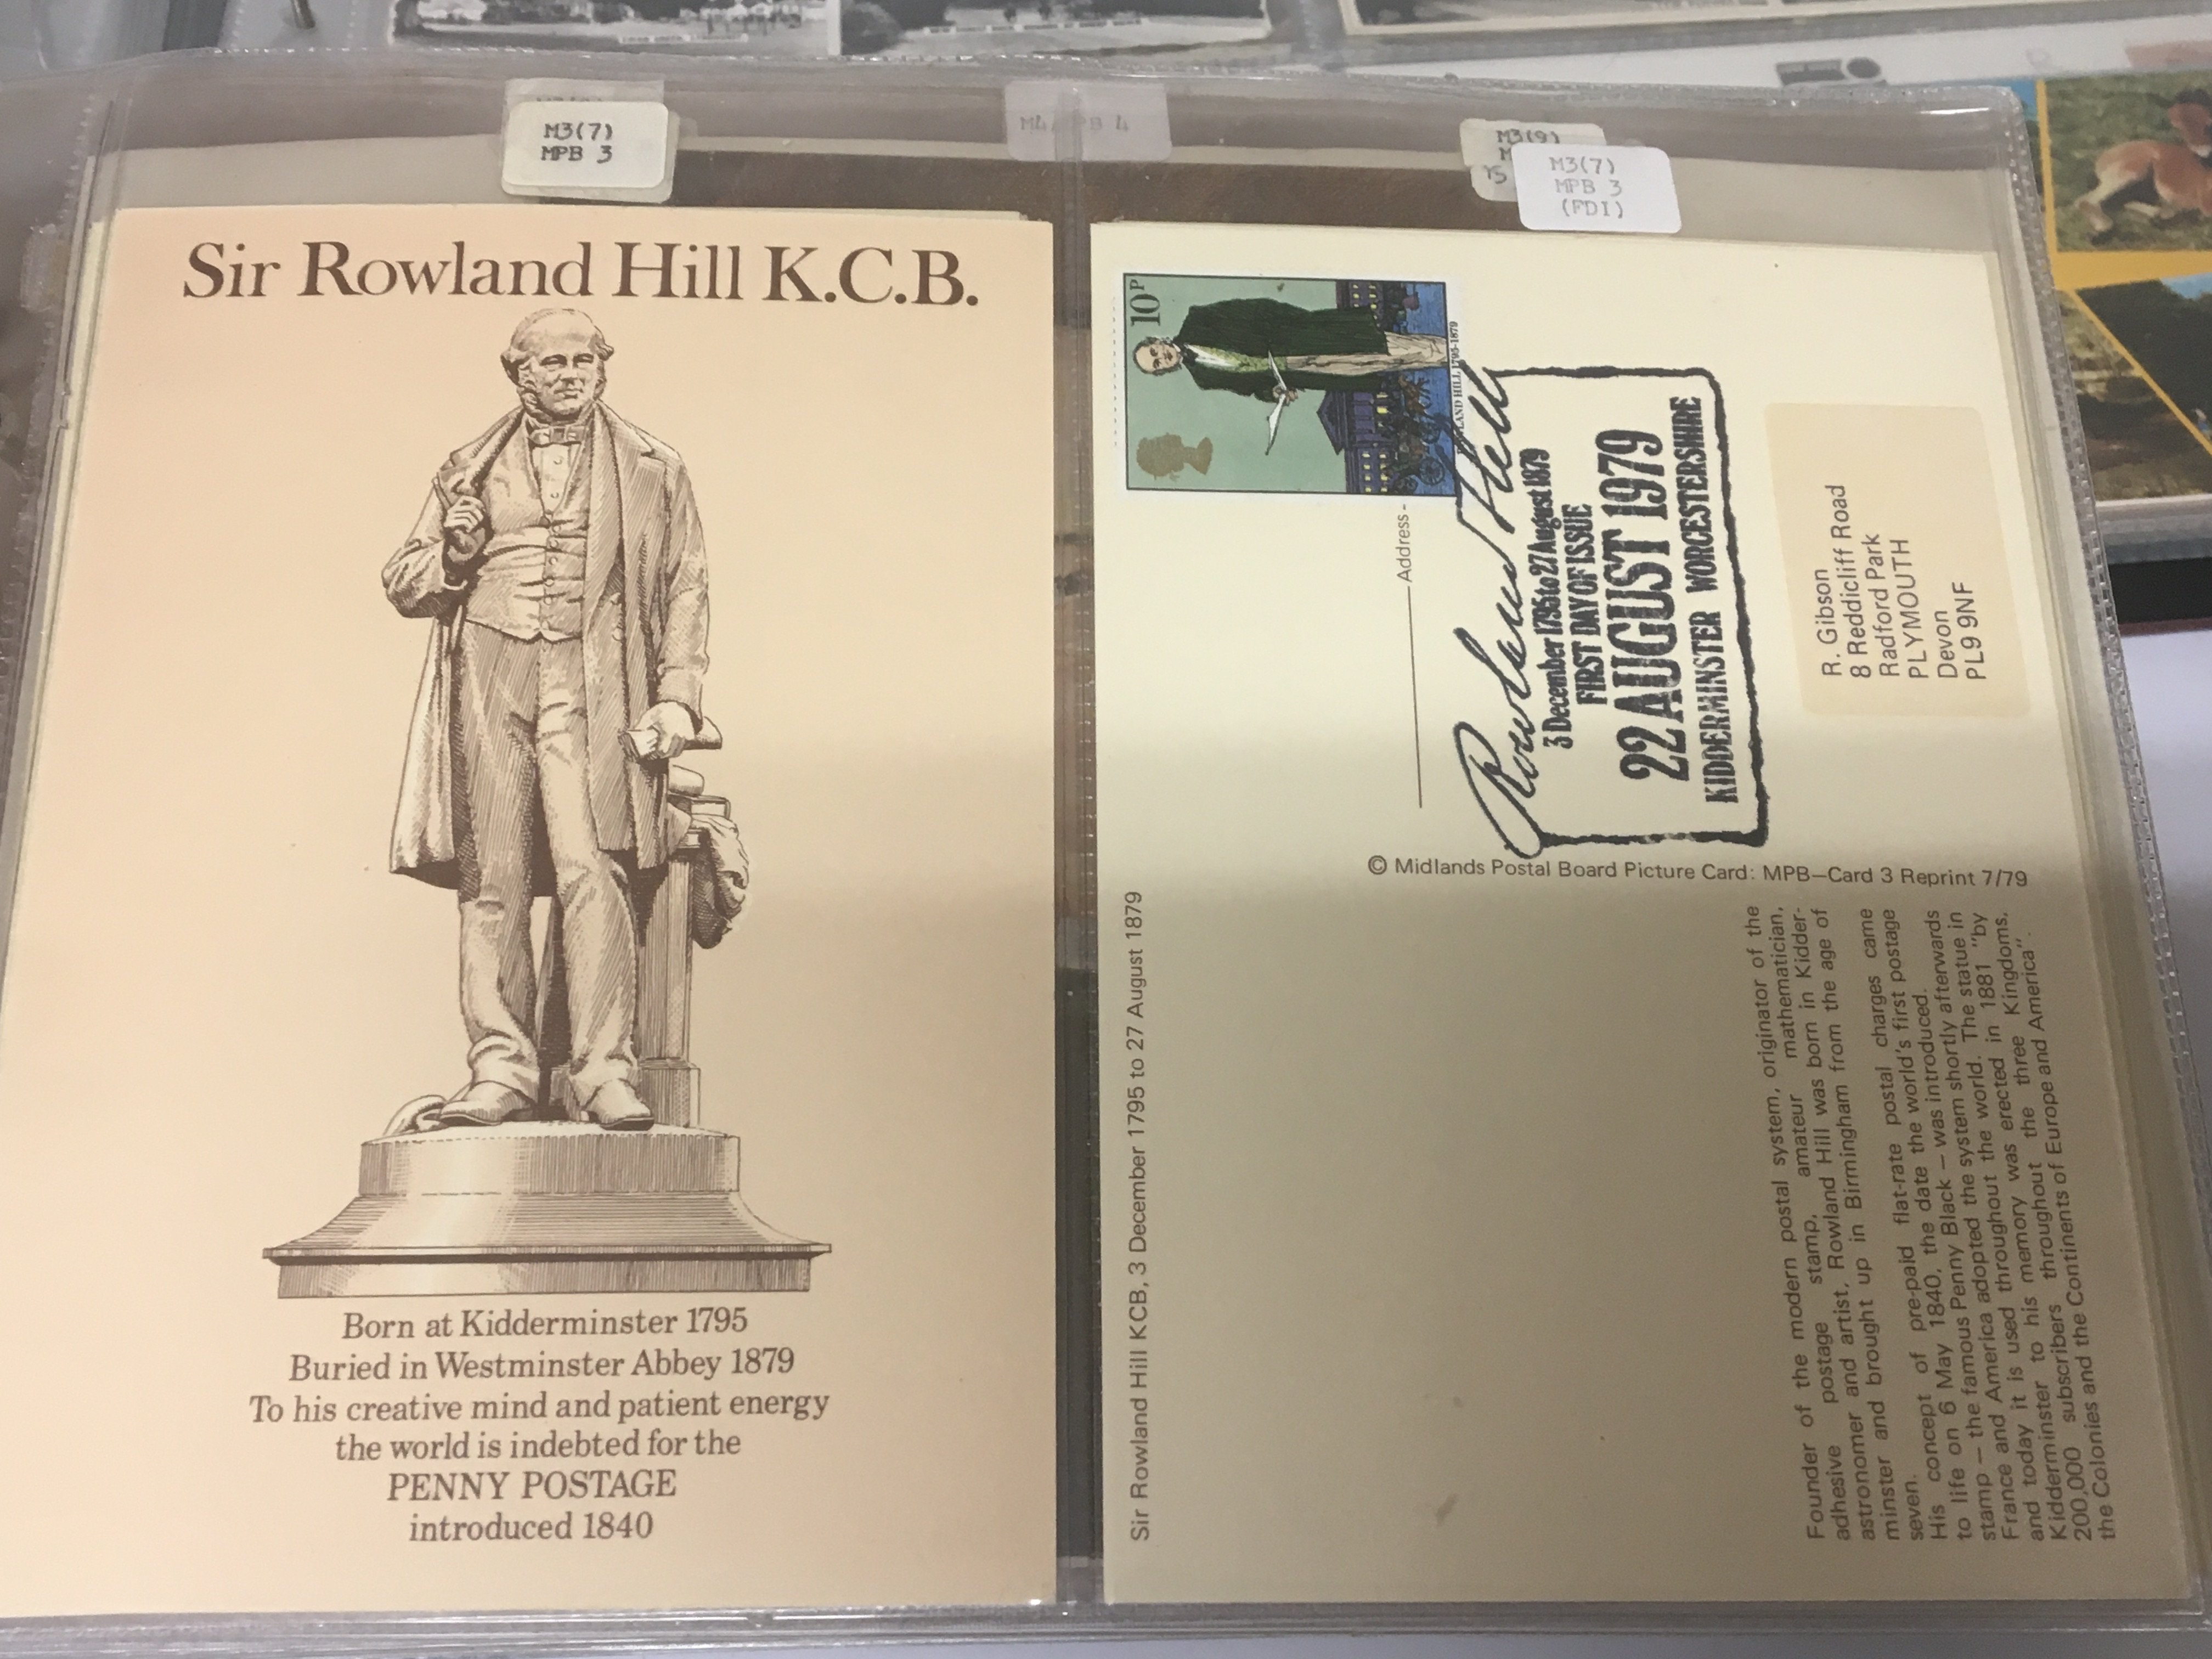 M3(7)
MPB 3
M4
B 4
M3(9)
M3(7)
MPB 3
(FDI)
Sir Rowland Hill K.C.B.
Born at Kidderminster 1795
Buried in Westminster Abbey 1879
To his creative mind and patient energy
the world is indebted for the
PENNY POSTAGE
introduced 1840
Sir Rowland Hill KCB, 3 December 1795 to 27 August 1879
Founder of the modern postal system, originator of the
adhesive postage stamp, amateur mathematician,
astronomer and artist, Rowland Hill was born in Kidder-
minster and brought up in Birmingham from the age of
seven.
His concept of pre-paid flat-rate postal charges came
to life on 6 May 1840, the date the world's first postage
stamp — the famous Penny Black — was introduced.
France and America adopted the system shortly afterwards
and today it is used throughout the world. The statue in
Kidderminster to his memory was erected in 1881 "by
200,000 subscribers throughout the three Kingdoms,
the Colonies and the Continents of Europe and America".
© Midlands Postal Board Picture Card: MPB—Card 3 Reprint 7/79
10P
ROWLAND HILL 1795-1879
Address
Rowland Hill
3 December 1795 to 27 August 1879
FIRST DAY OF ISSUE
22 AUGUST 1979
KIDDERMINSTER WORCESTERSHIRE
R. Gibson
8 Reddicliff Road
Radford Park
PLYMOUTH
Devon
PL9 9NF